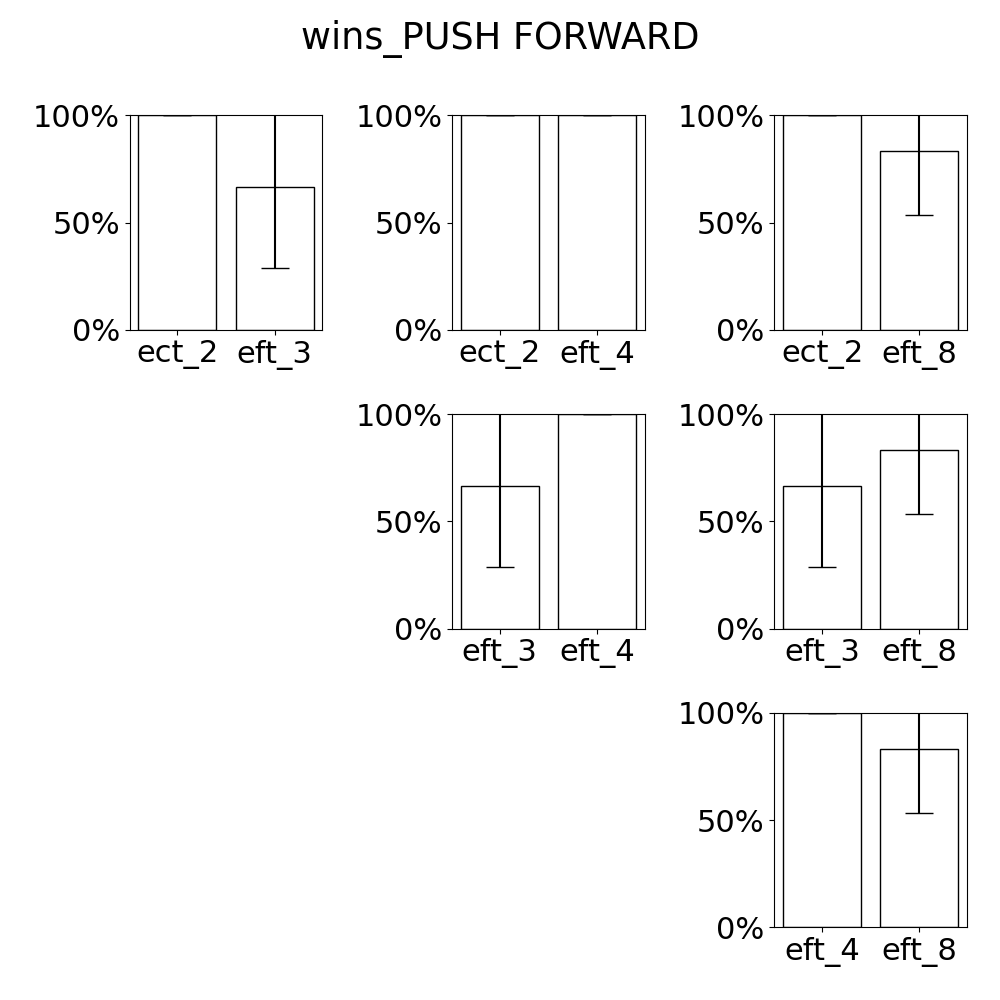 wins_PUSH FORWARD
100% 100% 100%
50% 50% 50%
0% 0% 0%
ect_2 eft_3 ect_2 eft_4 ect_2 eft_8
100% 100%
50% 50%
0% 0%
eft_3 eft_4 eft_3 eft_8
100%
50%
0%
eft_4 eft_8